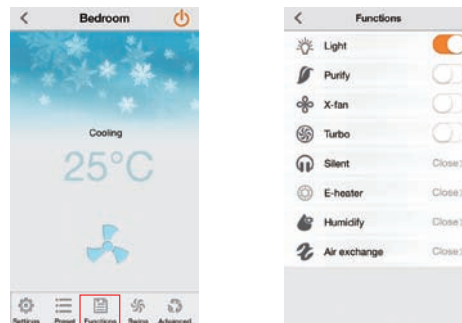 Bedroom
Cooling
25°C
Settings
Preset
Functions
Swing
Advanced
Functions
Light
Purify
X-fan
Turbo
Silent
Close
E-heater
Close
Humidify
Close
Air exchange
Close